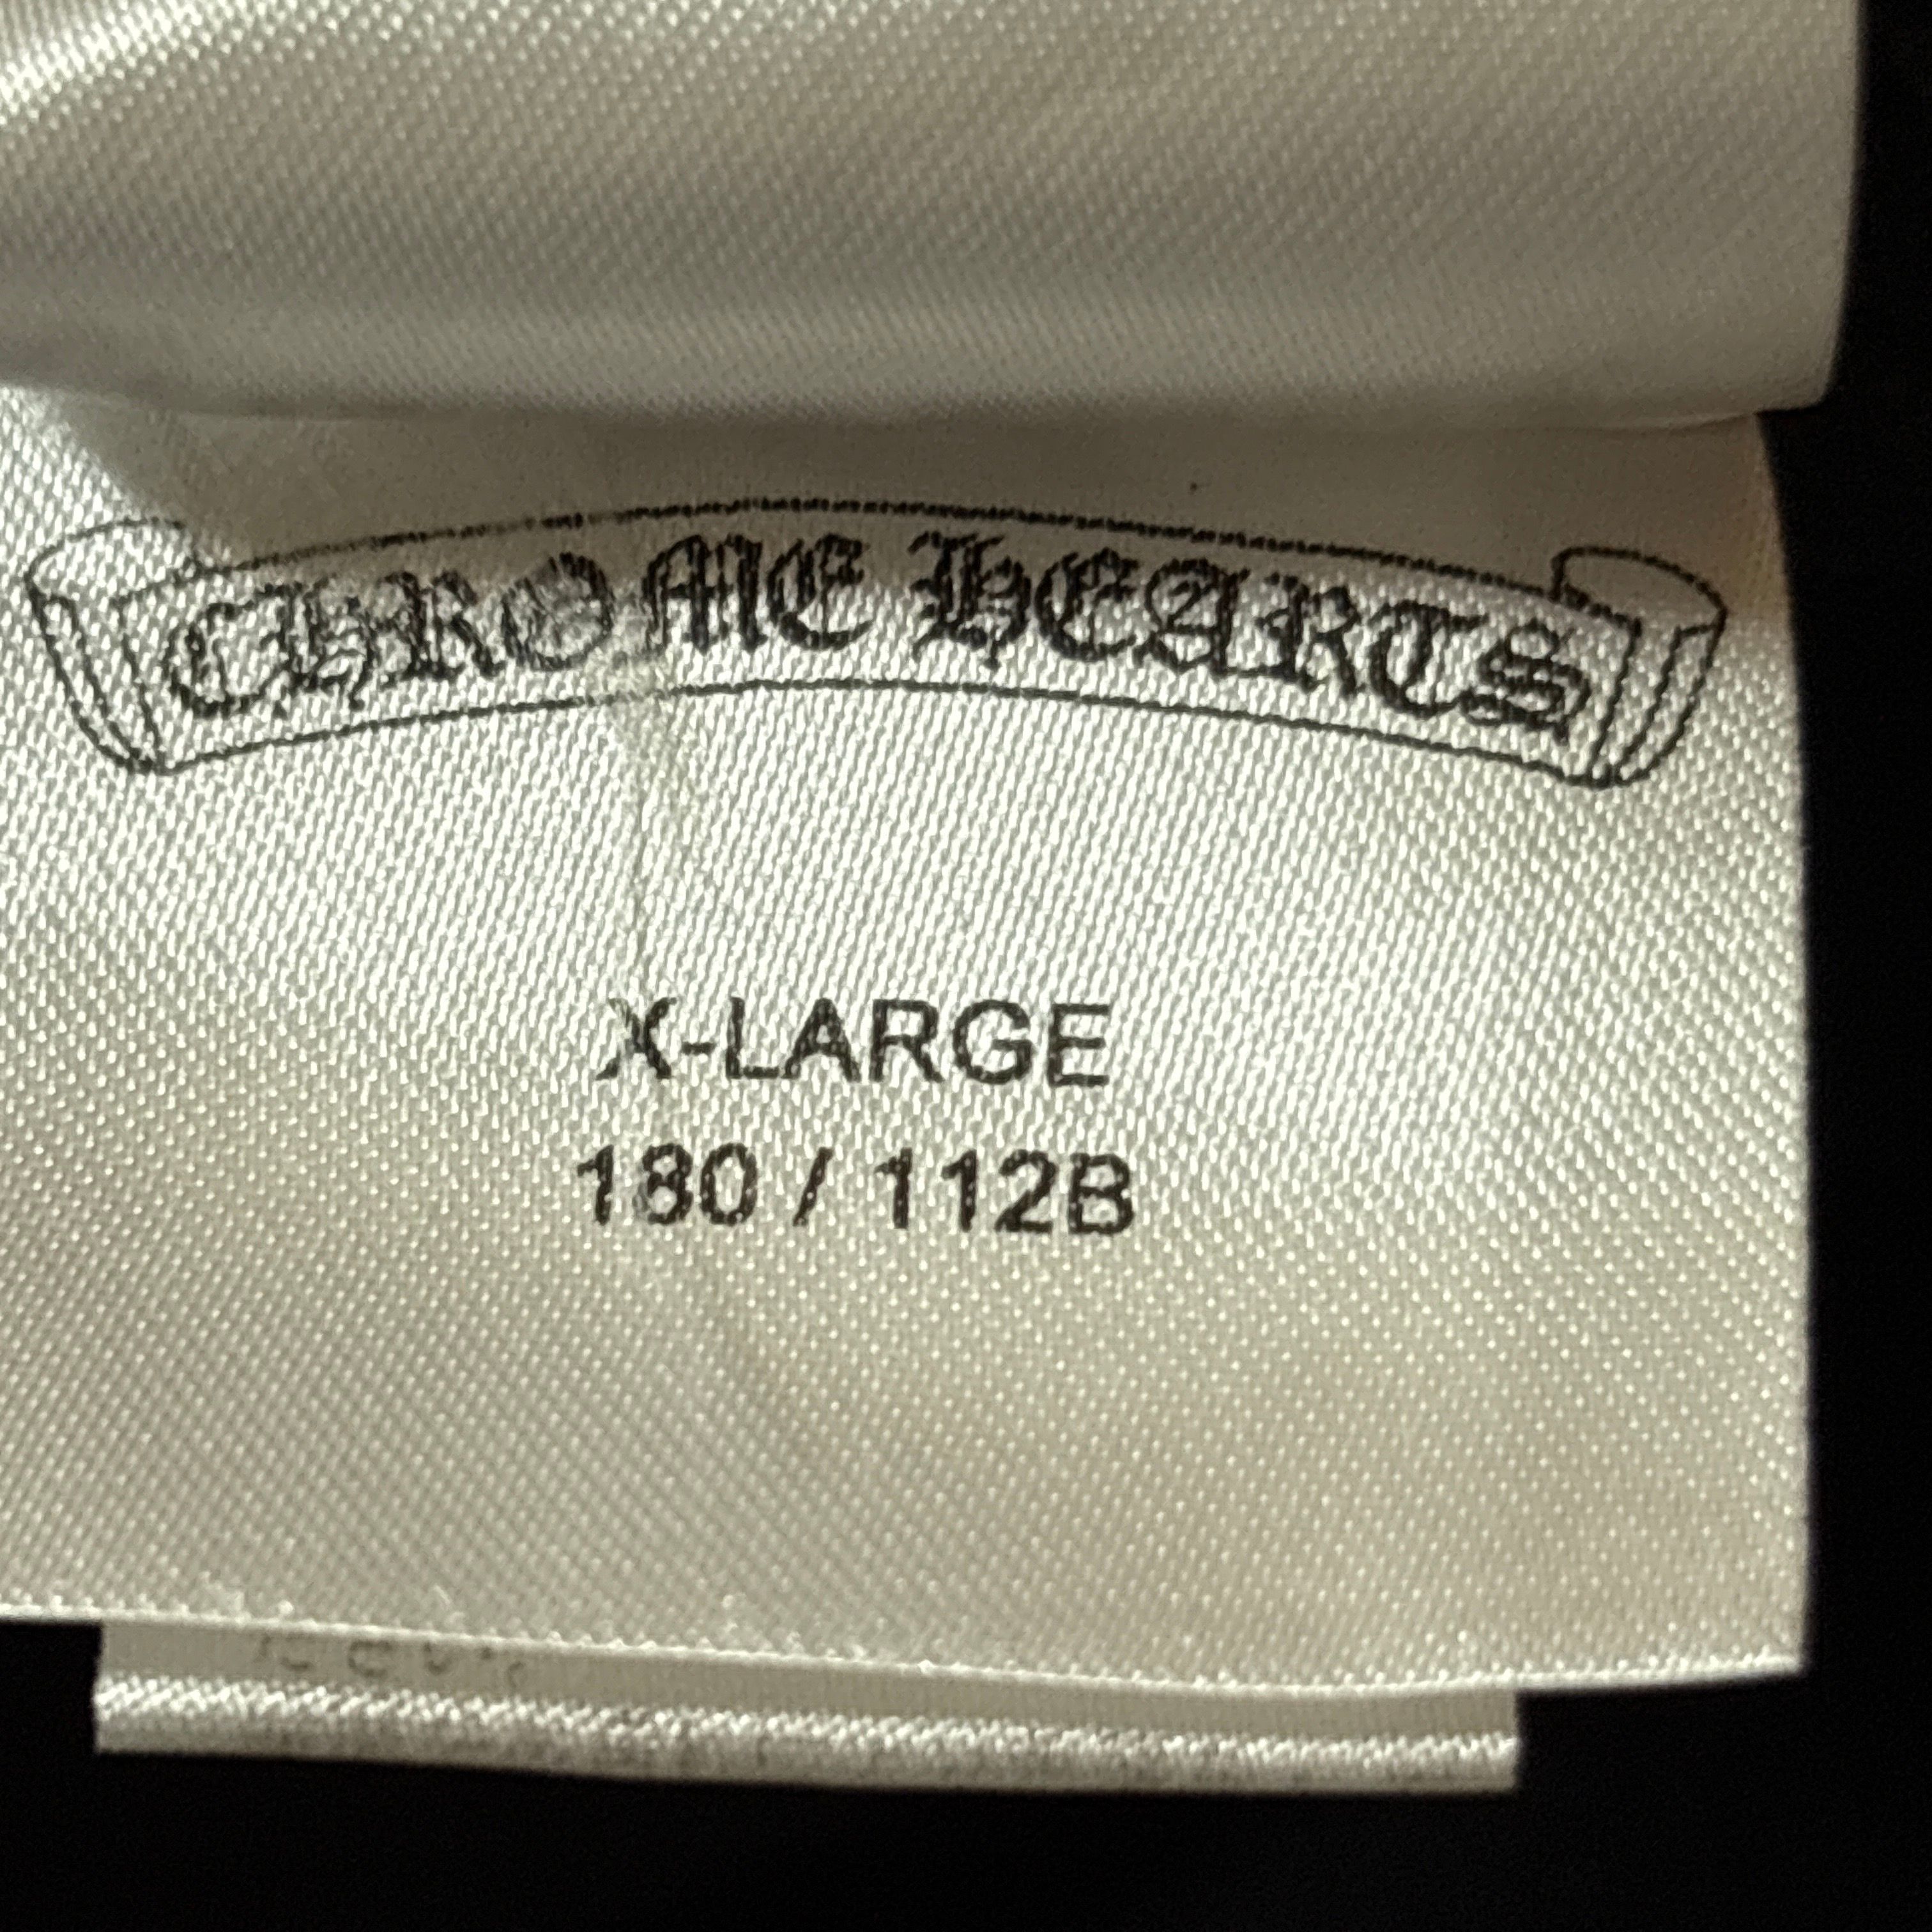 CHROME HEARTS
X-LARGE
180 / 112B